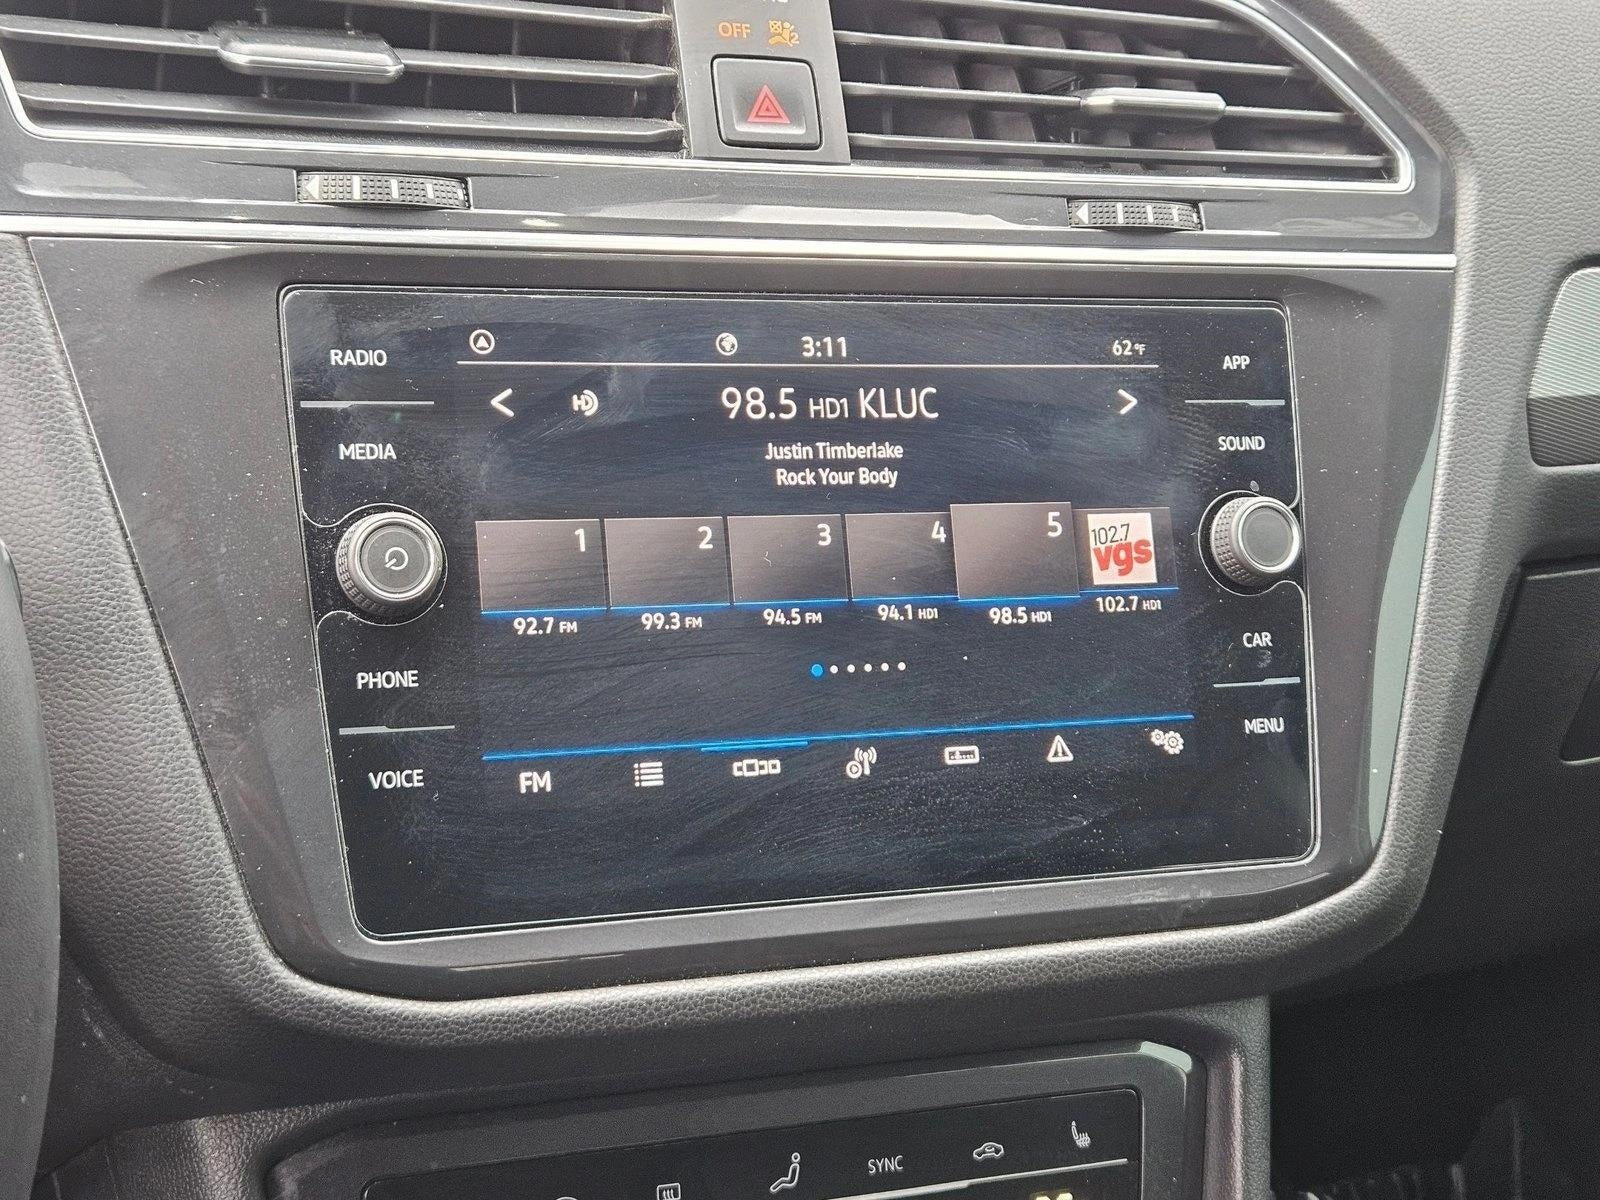 OFF
2
RADIO
MEDIA
PHONE
VOICE
3:11
62°F
HD
98.5 HD1 KLUC
Justin Timberlake
Rock Your Body
1
2
3
4
5
102.7
vgs
92.7 FM
99.3 FM
94.5 FM
94.1 HD1
98.5 HD1
102.7 HD1
FM
APP
SOUND
CAR
MENU
SYNC